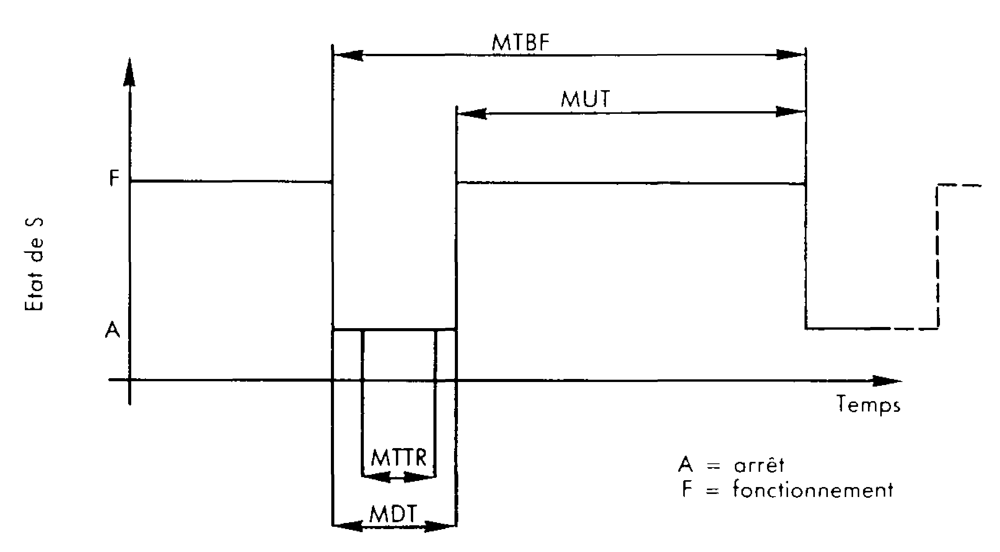 MTBF
MUT
F
Etat de S
A
Temps
MTTR
A = arrêt
F = fonctionnement
MDT